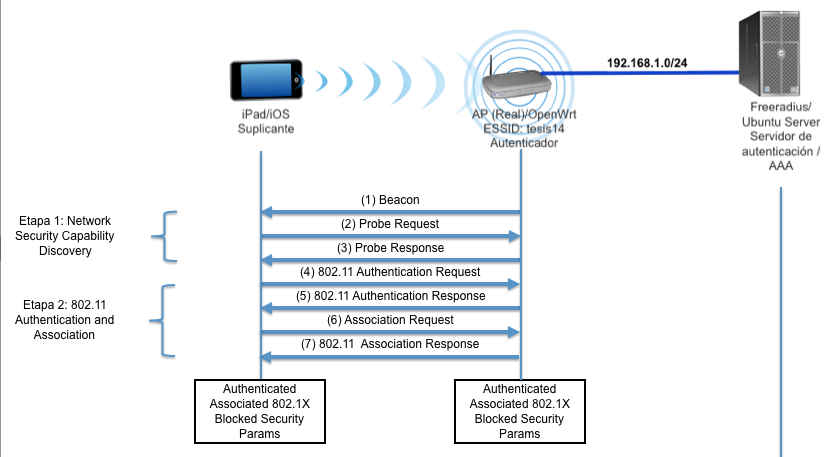 192.168.1.0/24
iPad/iOS
Suplicante
AP (Real)/OpenWrt
ESSID: tesis14
Autenticador
Freeradius/
Ubuntu Server
Servidor de
autenticación /
AAA
(1) Beacon
(2) Probe Request
(3) Probe Response
(4) 802.11 Authentication Request
(5) 802.11 Authentication Response
(6) Association Request
(7) 802.11 Association Response
Etapa 1: Network
Security Capability
Discovery
Etapa 2: 802.11
Authentication and
Association
Authenticated
Associated 802.1X
Blocked Security
Params
Authenticated
Associated 802.1X
Blocked Security
Params